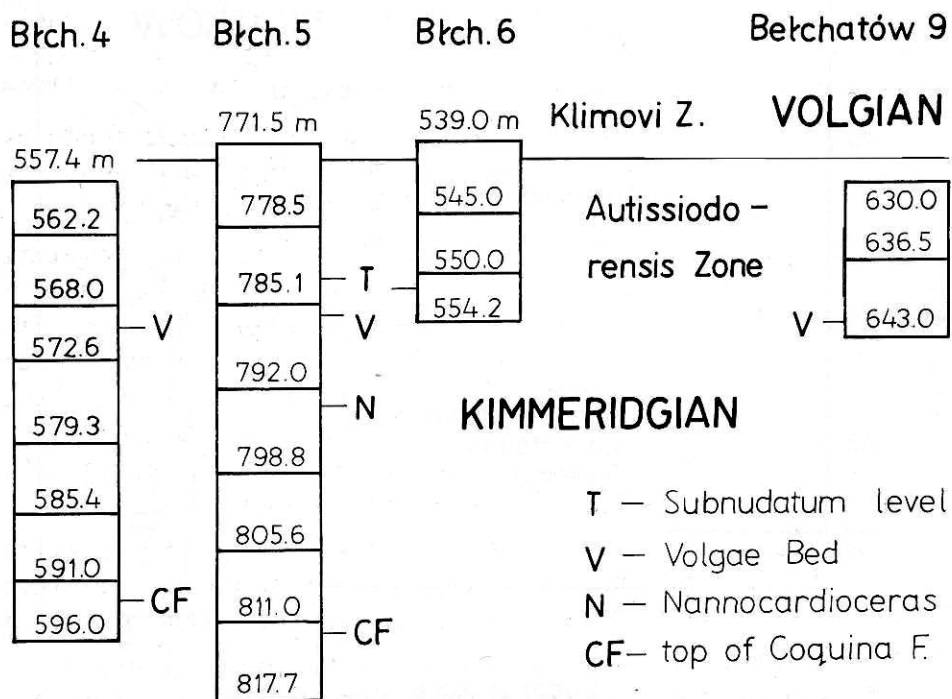 Bełch. 4
Błch. 5
Błch. 6
Bełchatów 9
771.5 m
539.0 m
Klimovi Z.
VOLGIAN
557.4 m
562.2
568.0
V
572.6
579.3
585.4
591.0
CF
596.0
778.5
785.1
T
V
792.0
N
798.8
805.6
811.0
CF
817.7
545.0
550.0
554.2
Autissiodo –
rensis Zone
630.0
636.5
V
643.0
KIMMERIDGIAN
T – Subnudatum level
V – Volgae Bed
N – Nannocardioceras
CF – top of Coquina F.